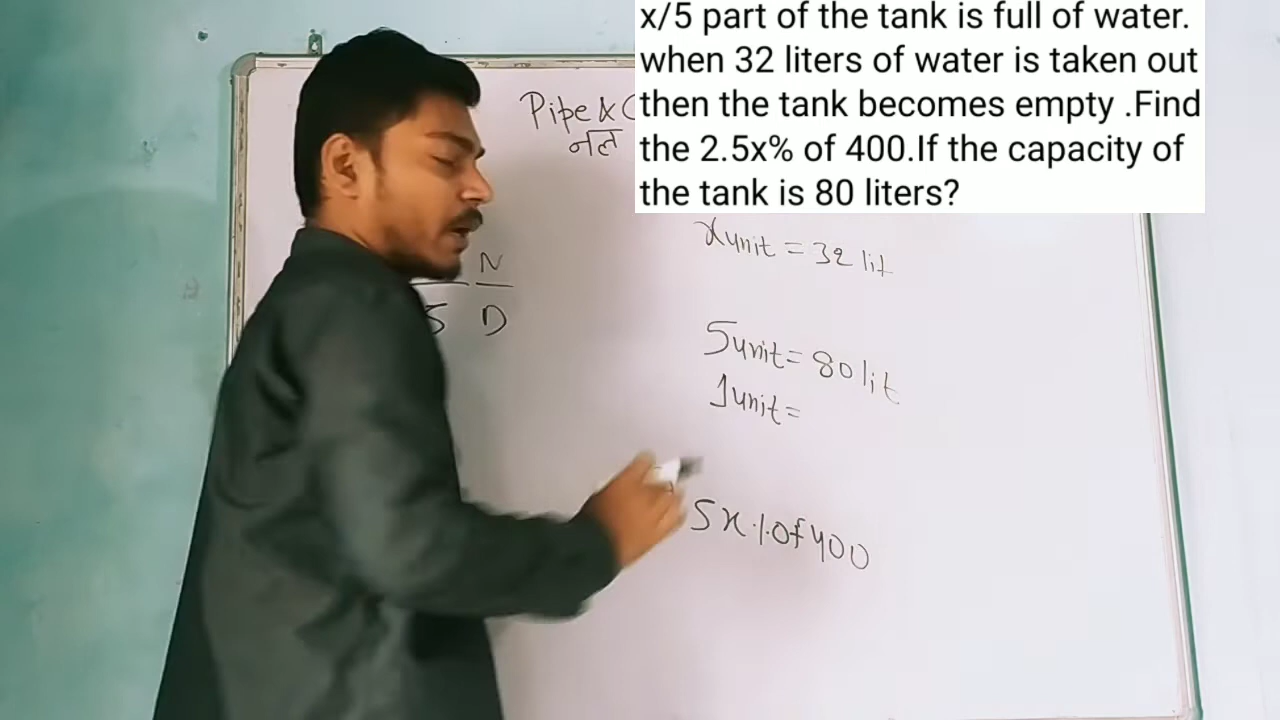 x/5 part of the tank is full of water.
when 32 liters of water is taken out
then the tank becomes empty .Find
the 2.5x% of 400.If the capacity of
the tank is 80 liters?
Pipe &
नल
x unit = 32 lit
N
5 D
5 unit = 80 lit
1 unit =
5x % of 400